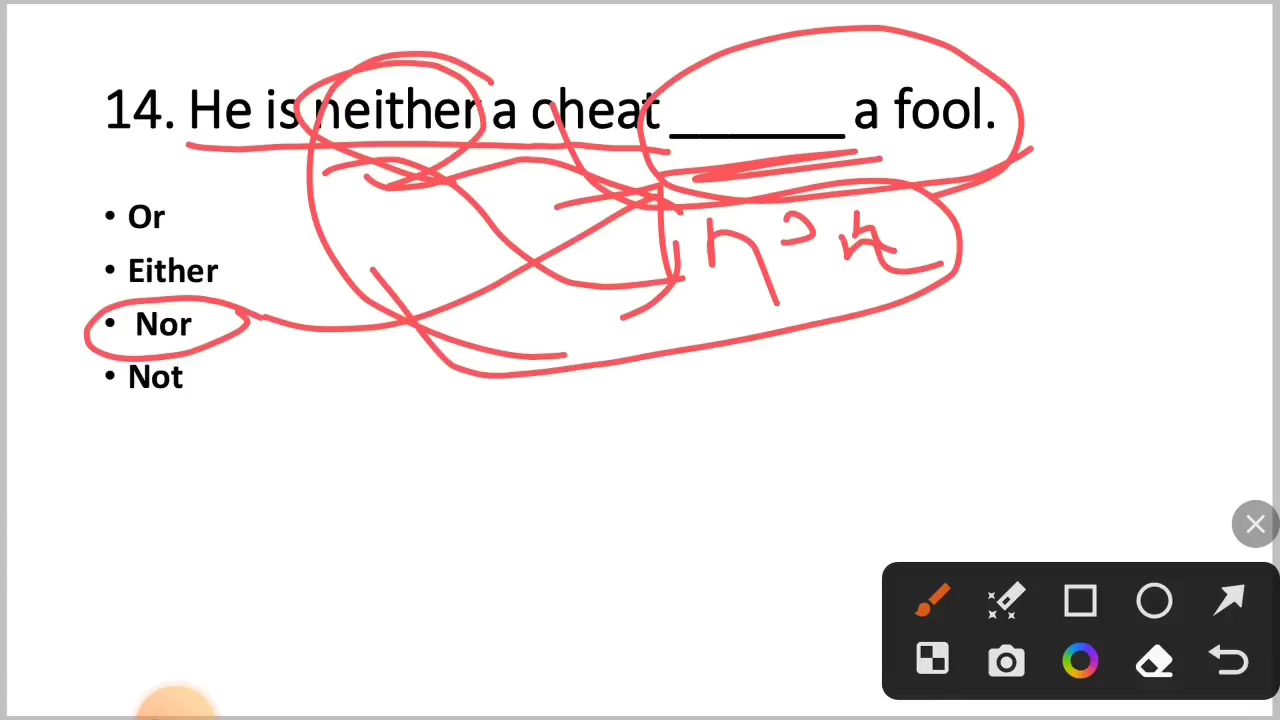 14. He is neither a cheat _______ a fool.
• Or
• Either
• Nor
• Not